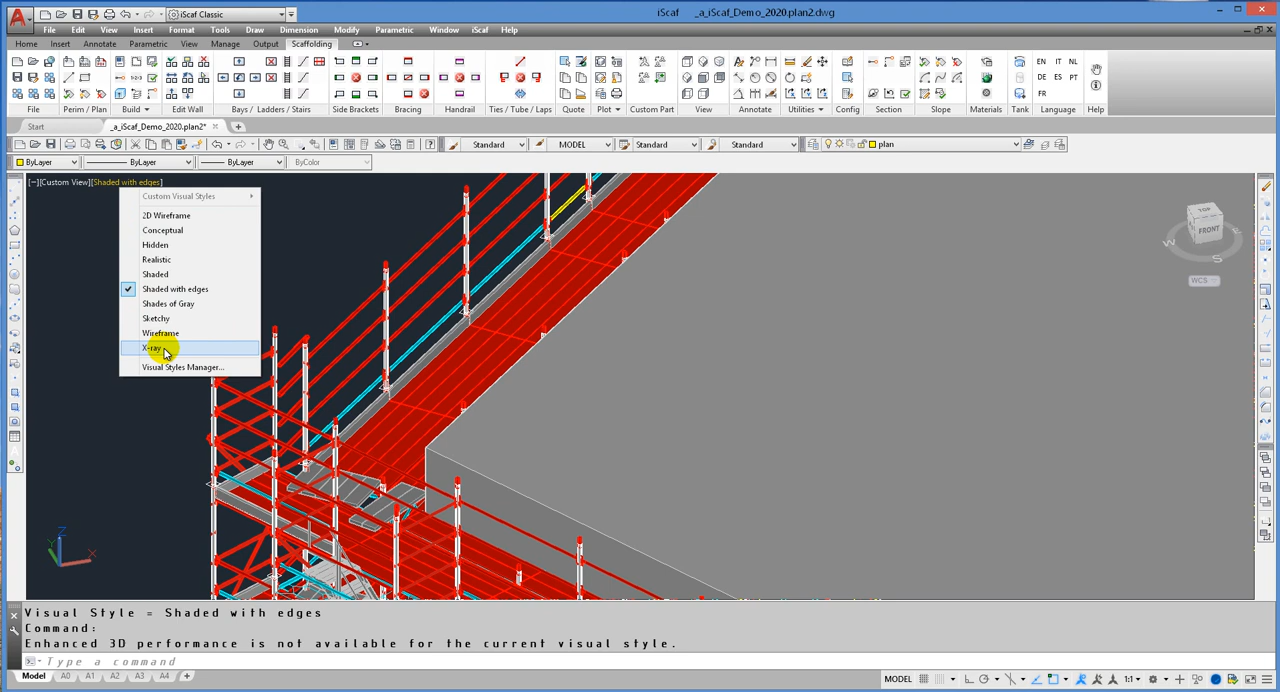 iScaf Classic
iScaf _a_iScaf_Demo_2020.plan2.dwg
File Edit View Insert Format Tools Draw Dimension Modify Parametric Window iScaf Help
Home Insert Annotate Parametric View Manage Output Scaffolding
EN IT NL
DE ES PT
FR
File Perim / Plan Build Edit Wall Bays / Ladders / Stairs Side Brackets Bracing Handrail Ties / Tube / Laps Quote Plot Custom Part View Annotate Utilities Config Section Slope Materials Tank Language Help
Start _a_iScaf_Demo_2020.plan2*
Standard MODEL Standard Standard plan
ByLayer ByLayer ByLayer ByColor
[−][Custom View][Shaded with edges]
Custom Visual Styles
2D Wireframe
Conceptual
Hidden
Realistic
Shaded
Shaded with edges
Shades of Gray
Sketchy
Wireframe
X-ray
Visual Styles Manager...
TOP
FRONT
W
S
WCS
Z
Y
X
Visual Style = Shaded with edges
Command:
Enhanced 3D performance is not available for the current visual style.
Type a command
Model A0 A1 A2 A3 A4 +
MODEL 1:1